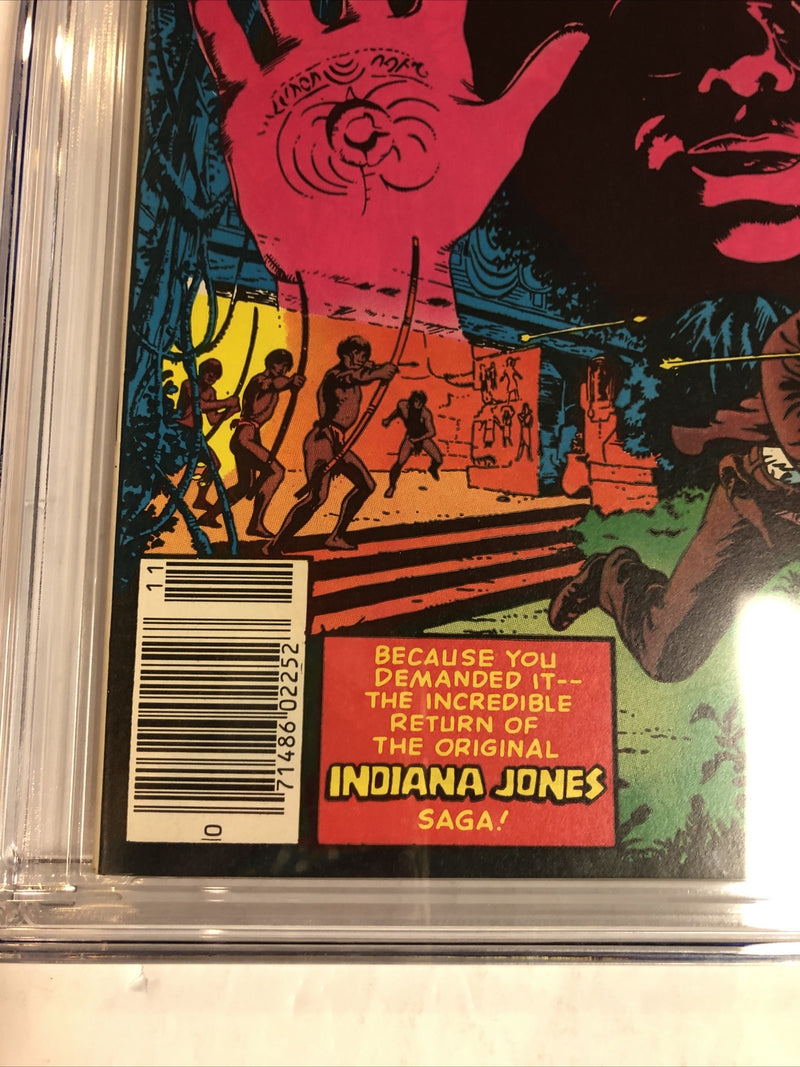 11
71486 02252
0
BECAUSE YOU
DEMANDED IT--
THE INCREDIBLE
RETURN OF
THE ORIGINAL
INDIANA JONES
SAGA!